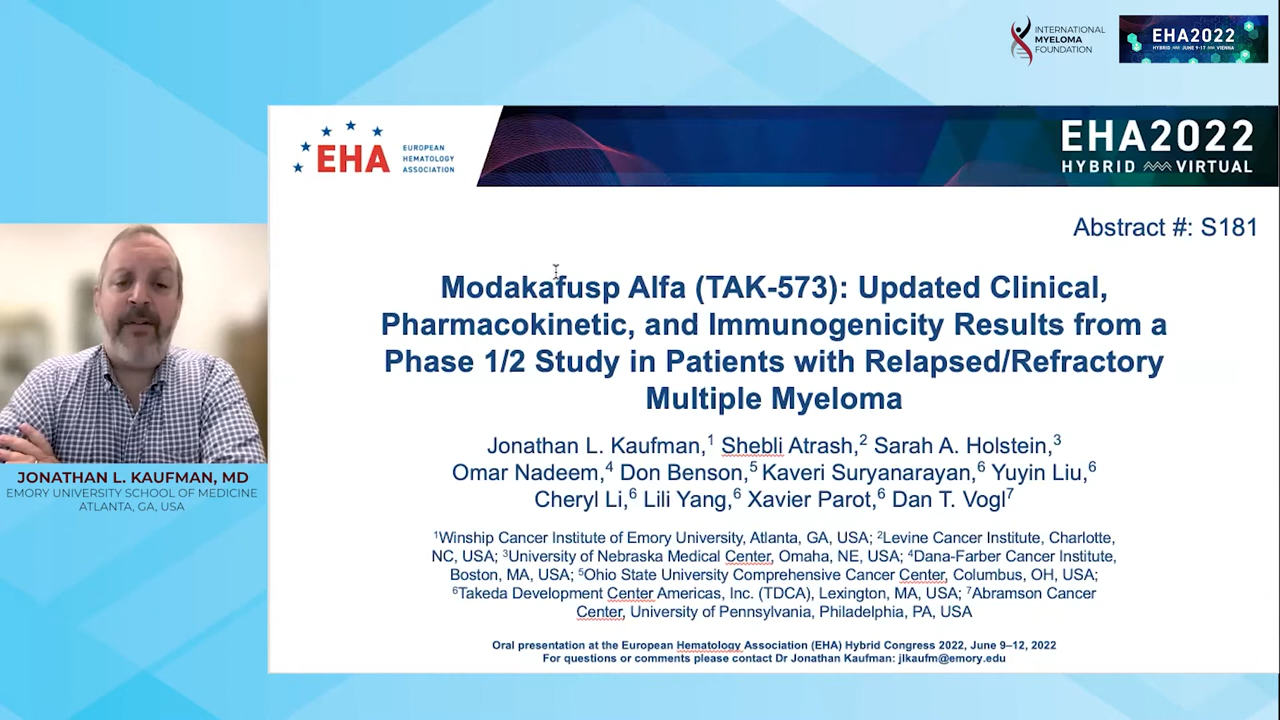 INTERNATIONAL
MYELOMA
FOUNDATION
EHA2022
HYBRID JUNE 9-17 VIENNA
EHA
EUROPEAN
HEMATOLOGY
ASSOCIATION
EHA2022
HYBRID VIRTUAL
Abstract #: S181
Modakafusp Alfa (TAK-573): Updated Clinical,
Pharmacokinetic, and Immunogenicity Results from a
Phase 1/2 Study in Patients with Relapsed/Refractory
Multiple Myeloma
Jonathan L. Kaufman,¹ Shebli Atrash,² Sarah A. Holstein,³
Omar Nadeem,⁴ Don Benson,⁵ Kaveri Suryanarayan,⁶ Yuyin Liu,⁶
Cheryl Li,⁶ Lili Yang,⁶ Xavier Parot,⁶ Dan T. Vogl⁷
¹Winship Cancer Institute of Emory University, Atlanta, GA, USA; ²Levine Cancer Institute, Charlotte,
NC, USA; ³University of Nebraska Medical Center, Omaha, NE, USA; ⁴Dana-Farber Cancer Institute,
Boston, MA, USA; ⁵Ohio State University Comprehensive Cancer Center, Columbus, OH, USA;
⁶Takeda Development Center Americas, Inc. (TDCA), Lexington, MA, USA; ⁷Abramson Cancer
Center, University of Pennsylvania, Philadelphia, PA, USA
Oral presentation at the European Hematology Association (EHA) Hybrid Congress 2022, June 9–12, 2022
For questions or comments please contact Dr Jonathan Kaufman: jlkaufm@emory.edu
JONATHAN L. KAUFMAN, MD
EMORY UNIVERSITY SCHOOL OF MEDICINE
ATLANTA, GA, USA